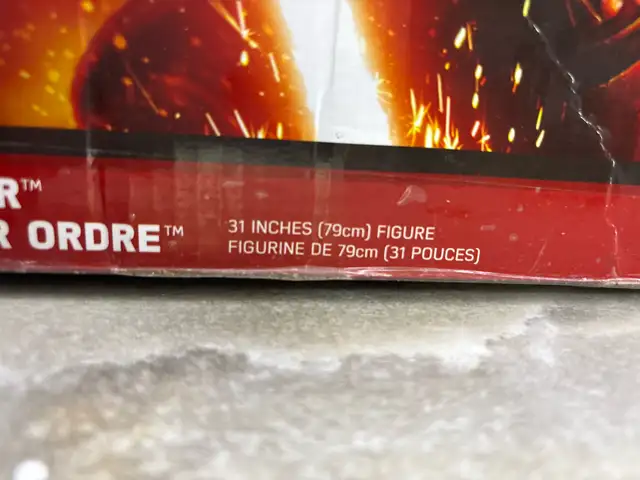 R™
R ORDRE™
31 INCHES (79cm) FIGURE
FIGURINE DE 79cm (31 POUCES)